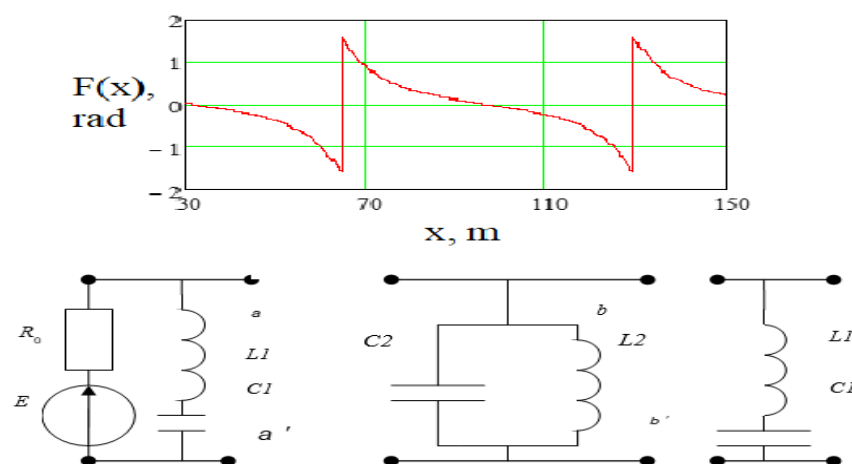 2
1
F(x),
0
rad
− 1
− 2
30 70 110 150
x, m
R₀
E
a
L1
C1
a '
C2
b
L2
b'
L1
C1